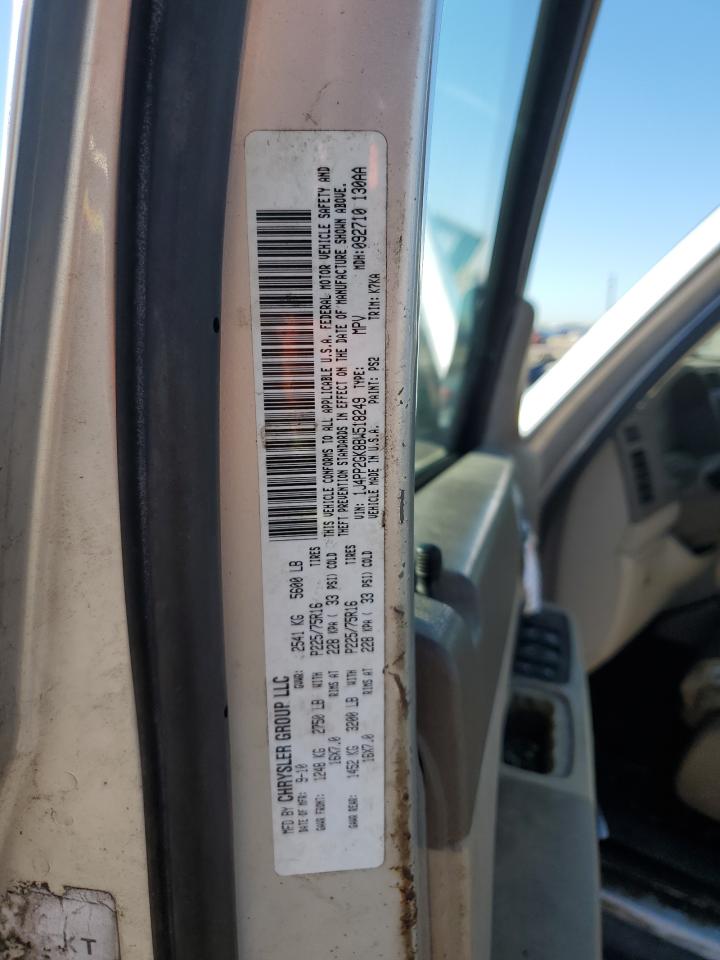 MFD BY CHRYSLER GROUP LLC
DATE OF MFR: 9-10 GVWR: 2541 KG 5600 LB
GAWR FRONT: 1248 KG 2750 LB WITH P225/75R16 TIRES
16X7.0 RIMS AT 228 KPA ( 33 PSI) COLD
GAWR REAR: 1452 KG 3200 LB WITH P225/75R16 TIRES
16X7.0 RIMS AT 228 KPA ( 33 PSI) COLD
THIS VEHICLE CONFORMS TO ALL APPLICABLE U.S.A. FEDERAL MOTOR VEHICLE SAFETY AND
THEFT PREVENTION STANDARDS IN EFFECT ON THE DATE OF MANUFACTURE SHOWN ABOVE.
VIN: 1J4PP2GK8BW518249 TYPE: MPV MDH:092710 130AA
VEHICLE MADE IN U.S.A. PAINT: PS2 TRIM: K7KA
KT